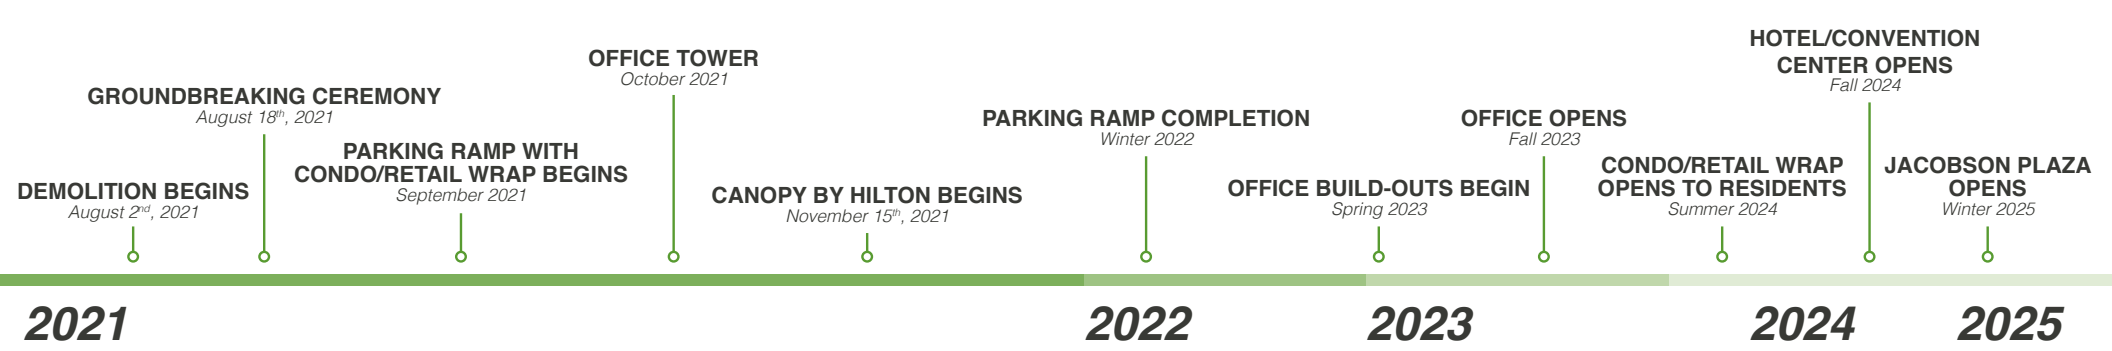 DEMOLITION BEGINS
August 2nd, 2021
GROUNDBREAKING CEREMONY
August 18th, 2021
PARKING RAMP WITH
CONDO/RETAIL WRAP BEGINS
September 2021
OFFICE TOWER
October 2021
CANOPY BY HILTON BEGINS
November 15th, 2021
PARKING RAMP COMPLETION
Winter 2022
OFFICE BUILD-OUTS BEGIN
Spring 2023
OFFICE OPENS
Fall 2023
CONDO/RETAIL WRAP
OPENS TO RESIDENTS
Summer 2024
HOTEL/CONVENTION
CENTER OPENS
Fall 2024
JACOBSON PLAZA
OPENS
Winter 2025
2021
2022
2023
2024
2025